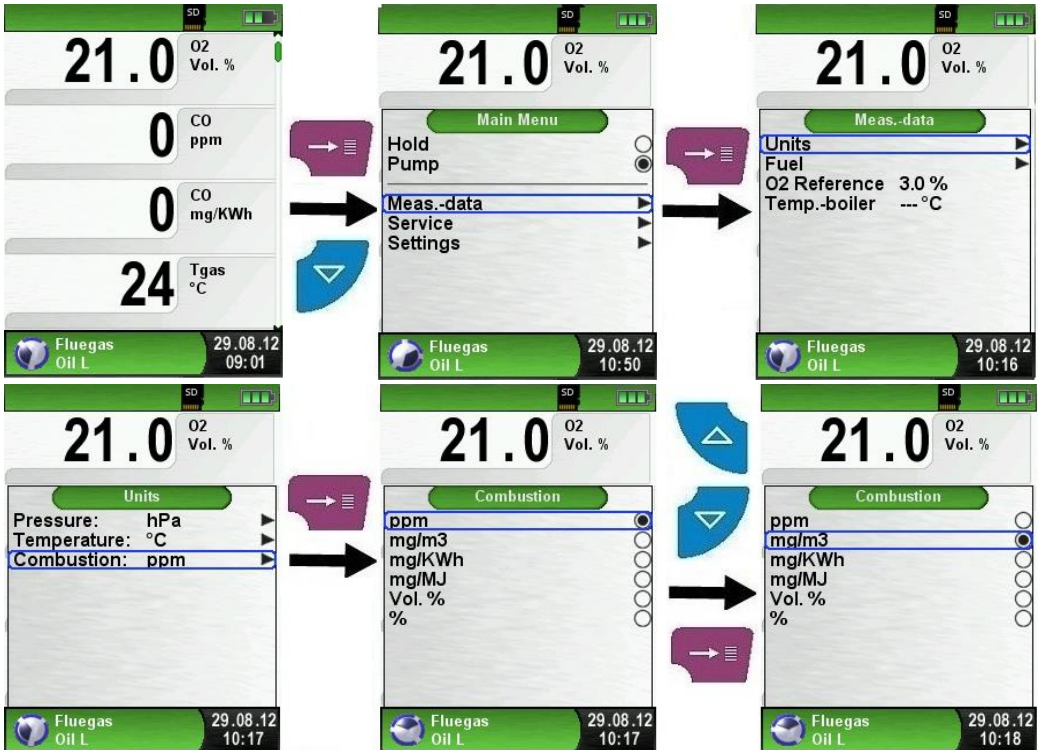 SD
21.0 O2
Vol. %
0 CO
ppm
0 CO
mg/KWh
24 Tgas
°C
Fluegas 29.08.12
Oil L 09:01
SD
21.0 O2
Vol. %
Main Menu
Hold
Pump
Meas.-data
Service
Settings
Fluegas 29.08.12
Oil L 10:50
SD
21.0 O2
Vol. %
Meas.-data
Units
Fuel
O2 Reference 3.0 %
Temp.-boiler --- °C
Fluegas 29.08.12
Oil L 10:16
SD
21.0 O2
Vol. %
Units
Pressure: hPa
Temperature: °C
Combustion: ppm
Fluegas 29.08.12
Oil L 10:17
SD
21.0 O2
Vol. %
Combustion
ppm
mg/m3
mg/KWh
mg/MJ
Vol. %
%
Fluegas 29.08.12
Oil L 10:17
SD
21.0 O2
Vol. %
Combustion
ppm
mg/m3
mg/KWh
mg/MJ
Vol. %
%
Fluegas 29.08.12
Oil L 10:18